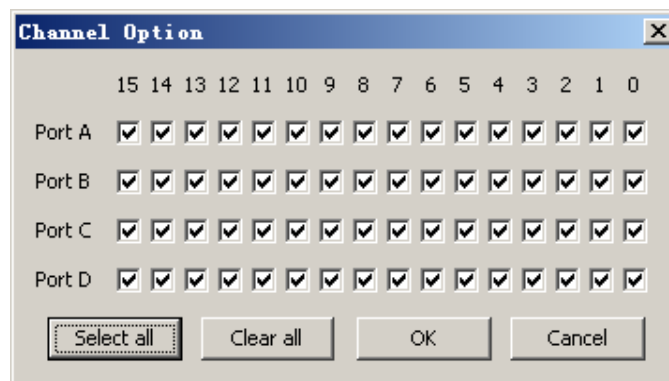 Channel Option
15 14 13 12 11 10 9 8 7 6 5 4 3 2 1 0
Port A
Port B
Port C
Port D
Select all Clear all OK Cancel